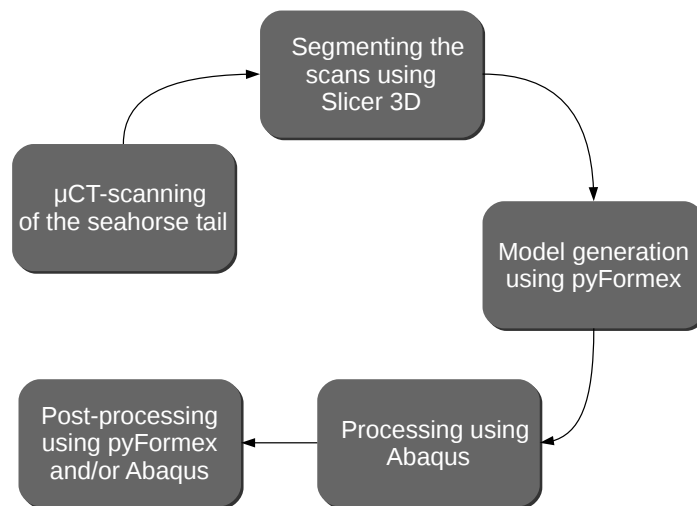 µCT-scanning
of the seahorse tail
Segmenting the
scans using
Slicer 3D
Model generation
using pyFormex
Processing using
Abaqus
Post-processing
using pyFormex
and/or Abaqus